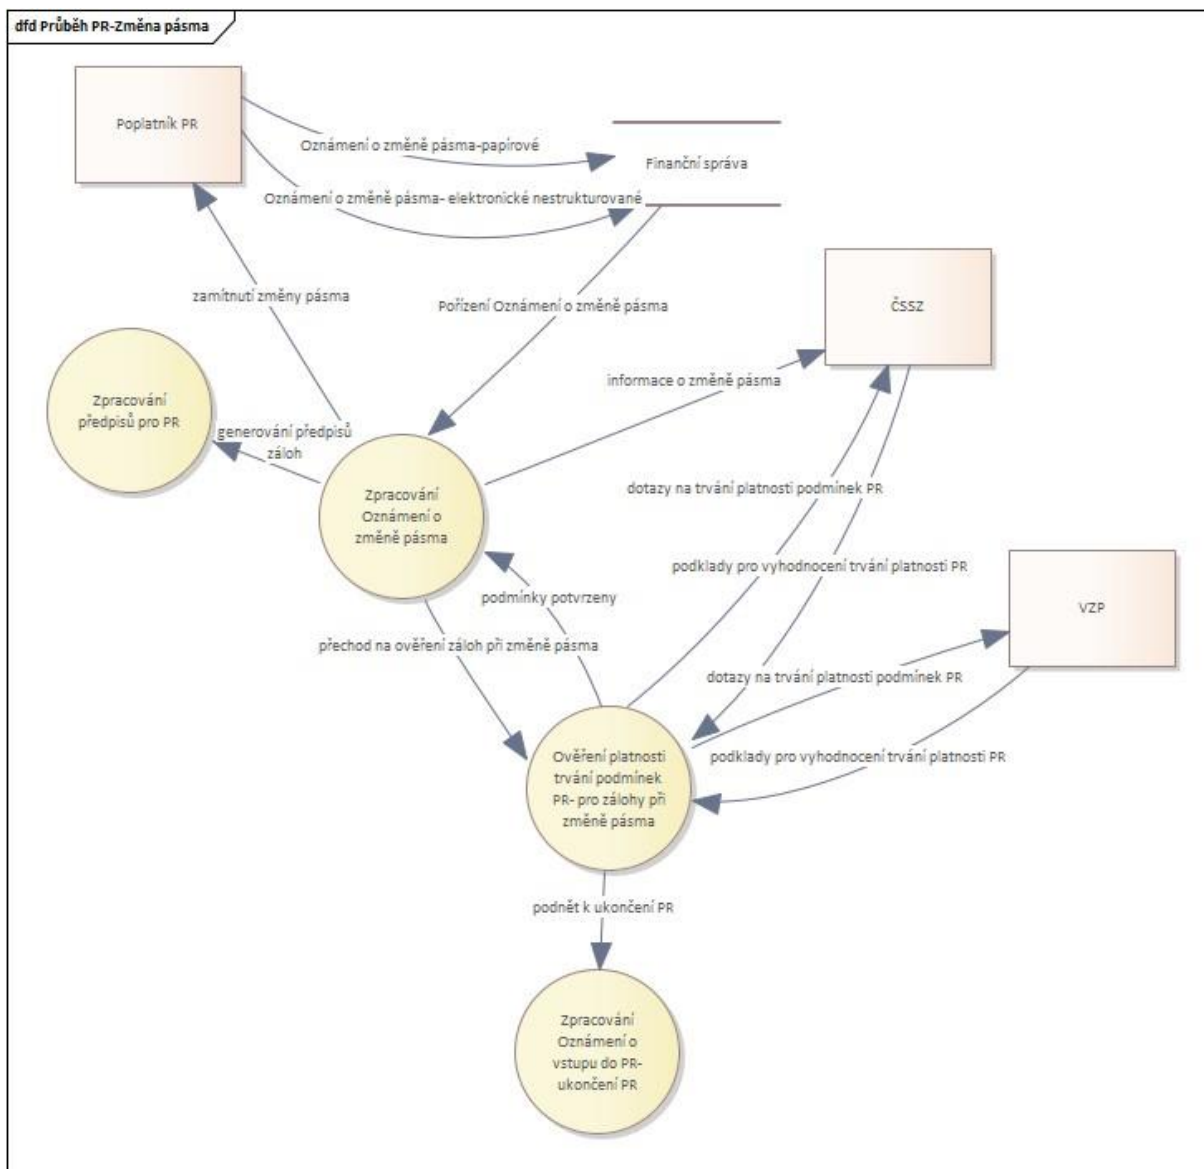 dfd Průběh PR-Změna pásma
Poplatník PR
Oznámení o změně pásma-papírové
Finanční správa
Oznámení o změně pásma- elektronické nestrukturované
zamítnutí změny pásma
Pořízení Oznámení o změně pásma
ČSSZ
informace o změně pásma
Zpracování
předpisů pro PR
generování předpisů
záloh
Zpracování
Oznámení o
změně pásma
dotazy na trvání platnosti podmínek PR
podklady pro vyhodnocení trvání platnosti PR
podmínky potvrzeny
VZP
přechod na ověření záloh při změně pásma
dotazy na trvání platnosti podmínek PR
Ověření platnosti
trvání podmínek
PR- pro zálohy při
změně pásma
podklady pro vyhodnocení trvání platnosti PR
podnět k ukončení PR
Zpracování
Oznámení o
vstupu do PR-
ukončení PR